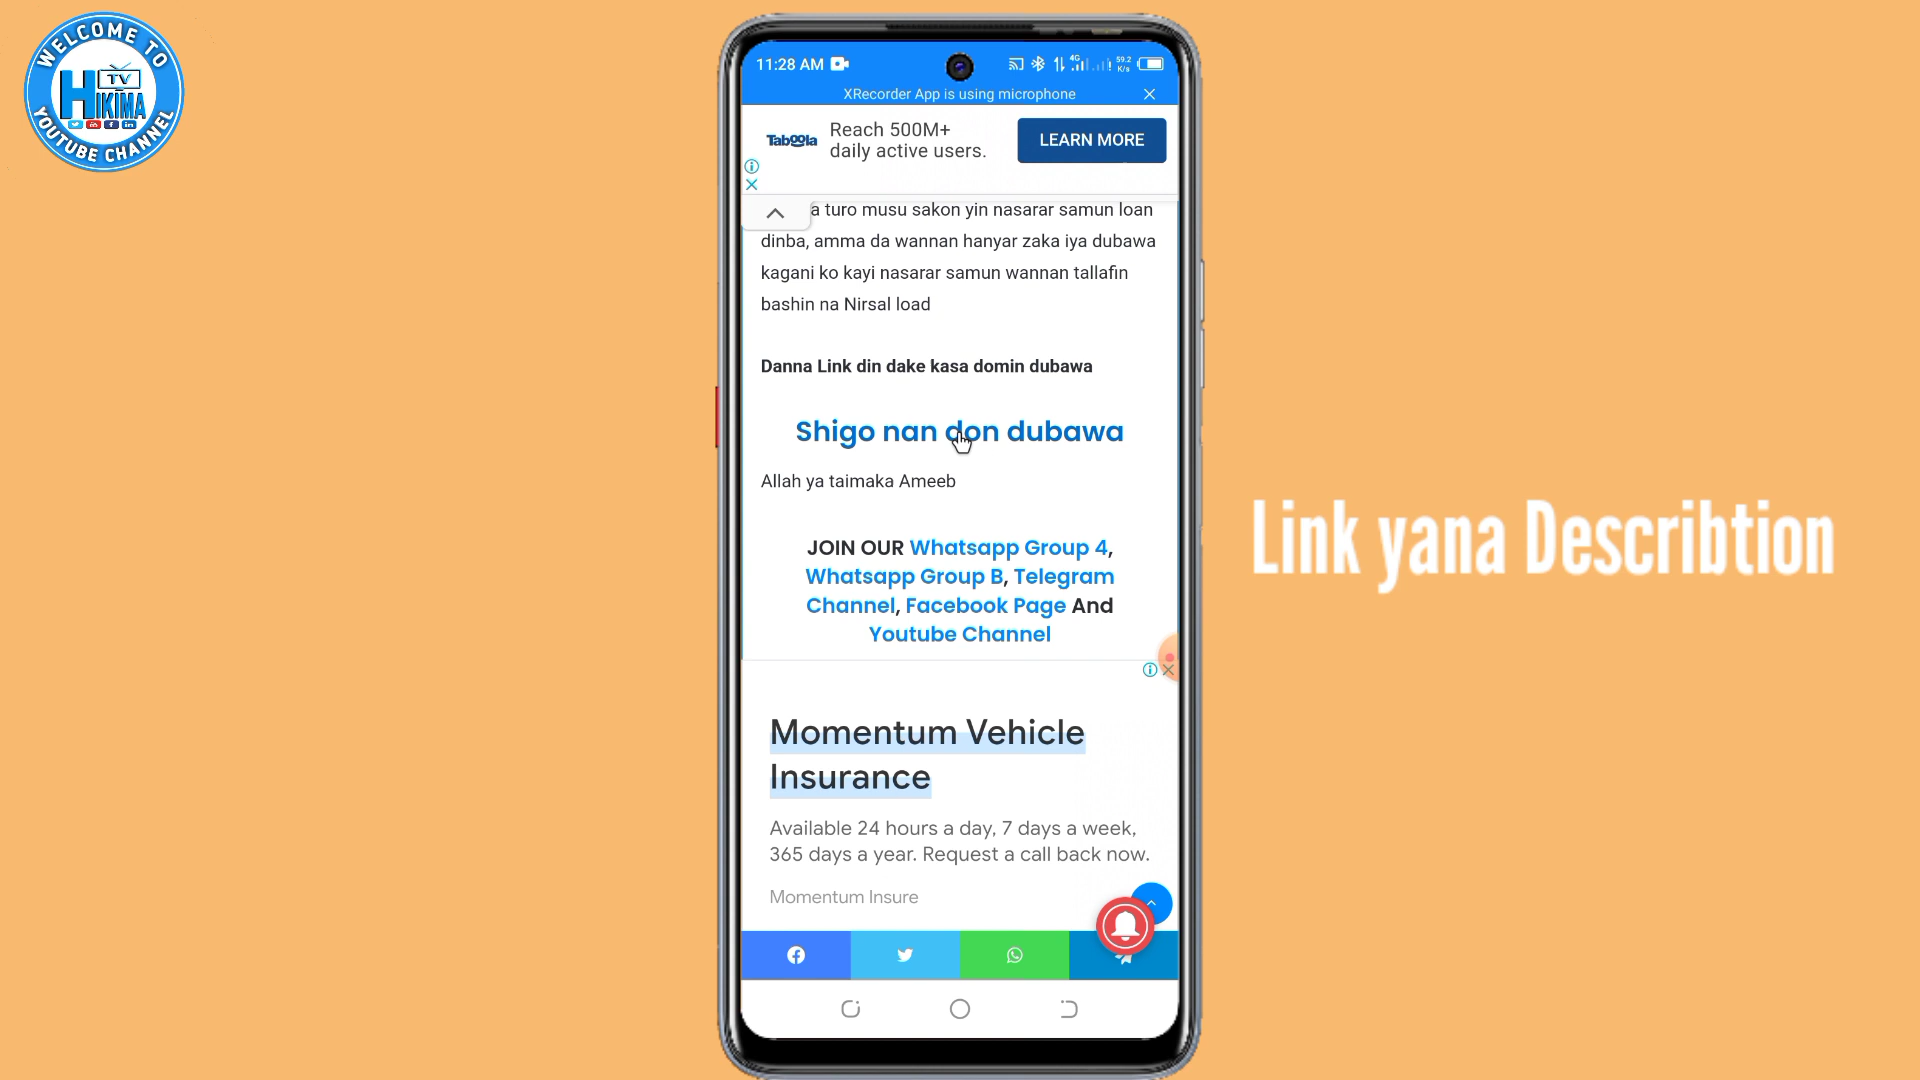 WELCOME TO
TV
HIKIMA
YOUTUBE CHANNEL
11:28 AM
4G
59.2
K/s
XRecorder App is using microphone
Taboola
Reach 500M+
daily active users.
LEARN MORE
a turo musu sakon yin nasarar samun loan
dinba, amma da wannan hanyar zaka iya dubawa
kagani ko kayi nasarar samun wannan tallafin
bashin na Nirsal load
Danna Link din dake kasa domin dubawa
Shigo nan don dubawa
Allah ya taimaka Ameeb
JOIN OUR Whatsapp Group 4,
Whatsapp Group B, Telegram
Channel, Facebook Page And
Youtube Channel
Link yana Describtion
Momentum Vehicle
Insurance
Available 24 hours a day, 7 days a week,
365 days a year. Request a call back now.
Momentum Insure